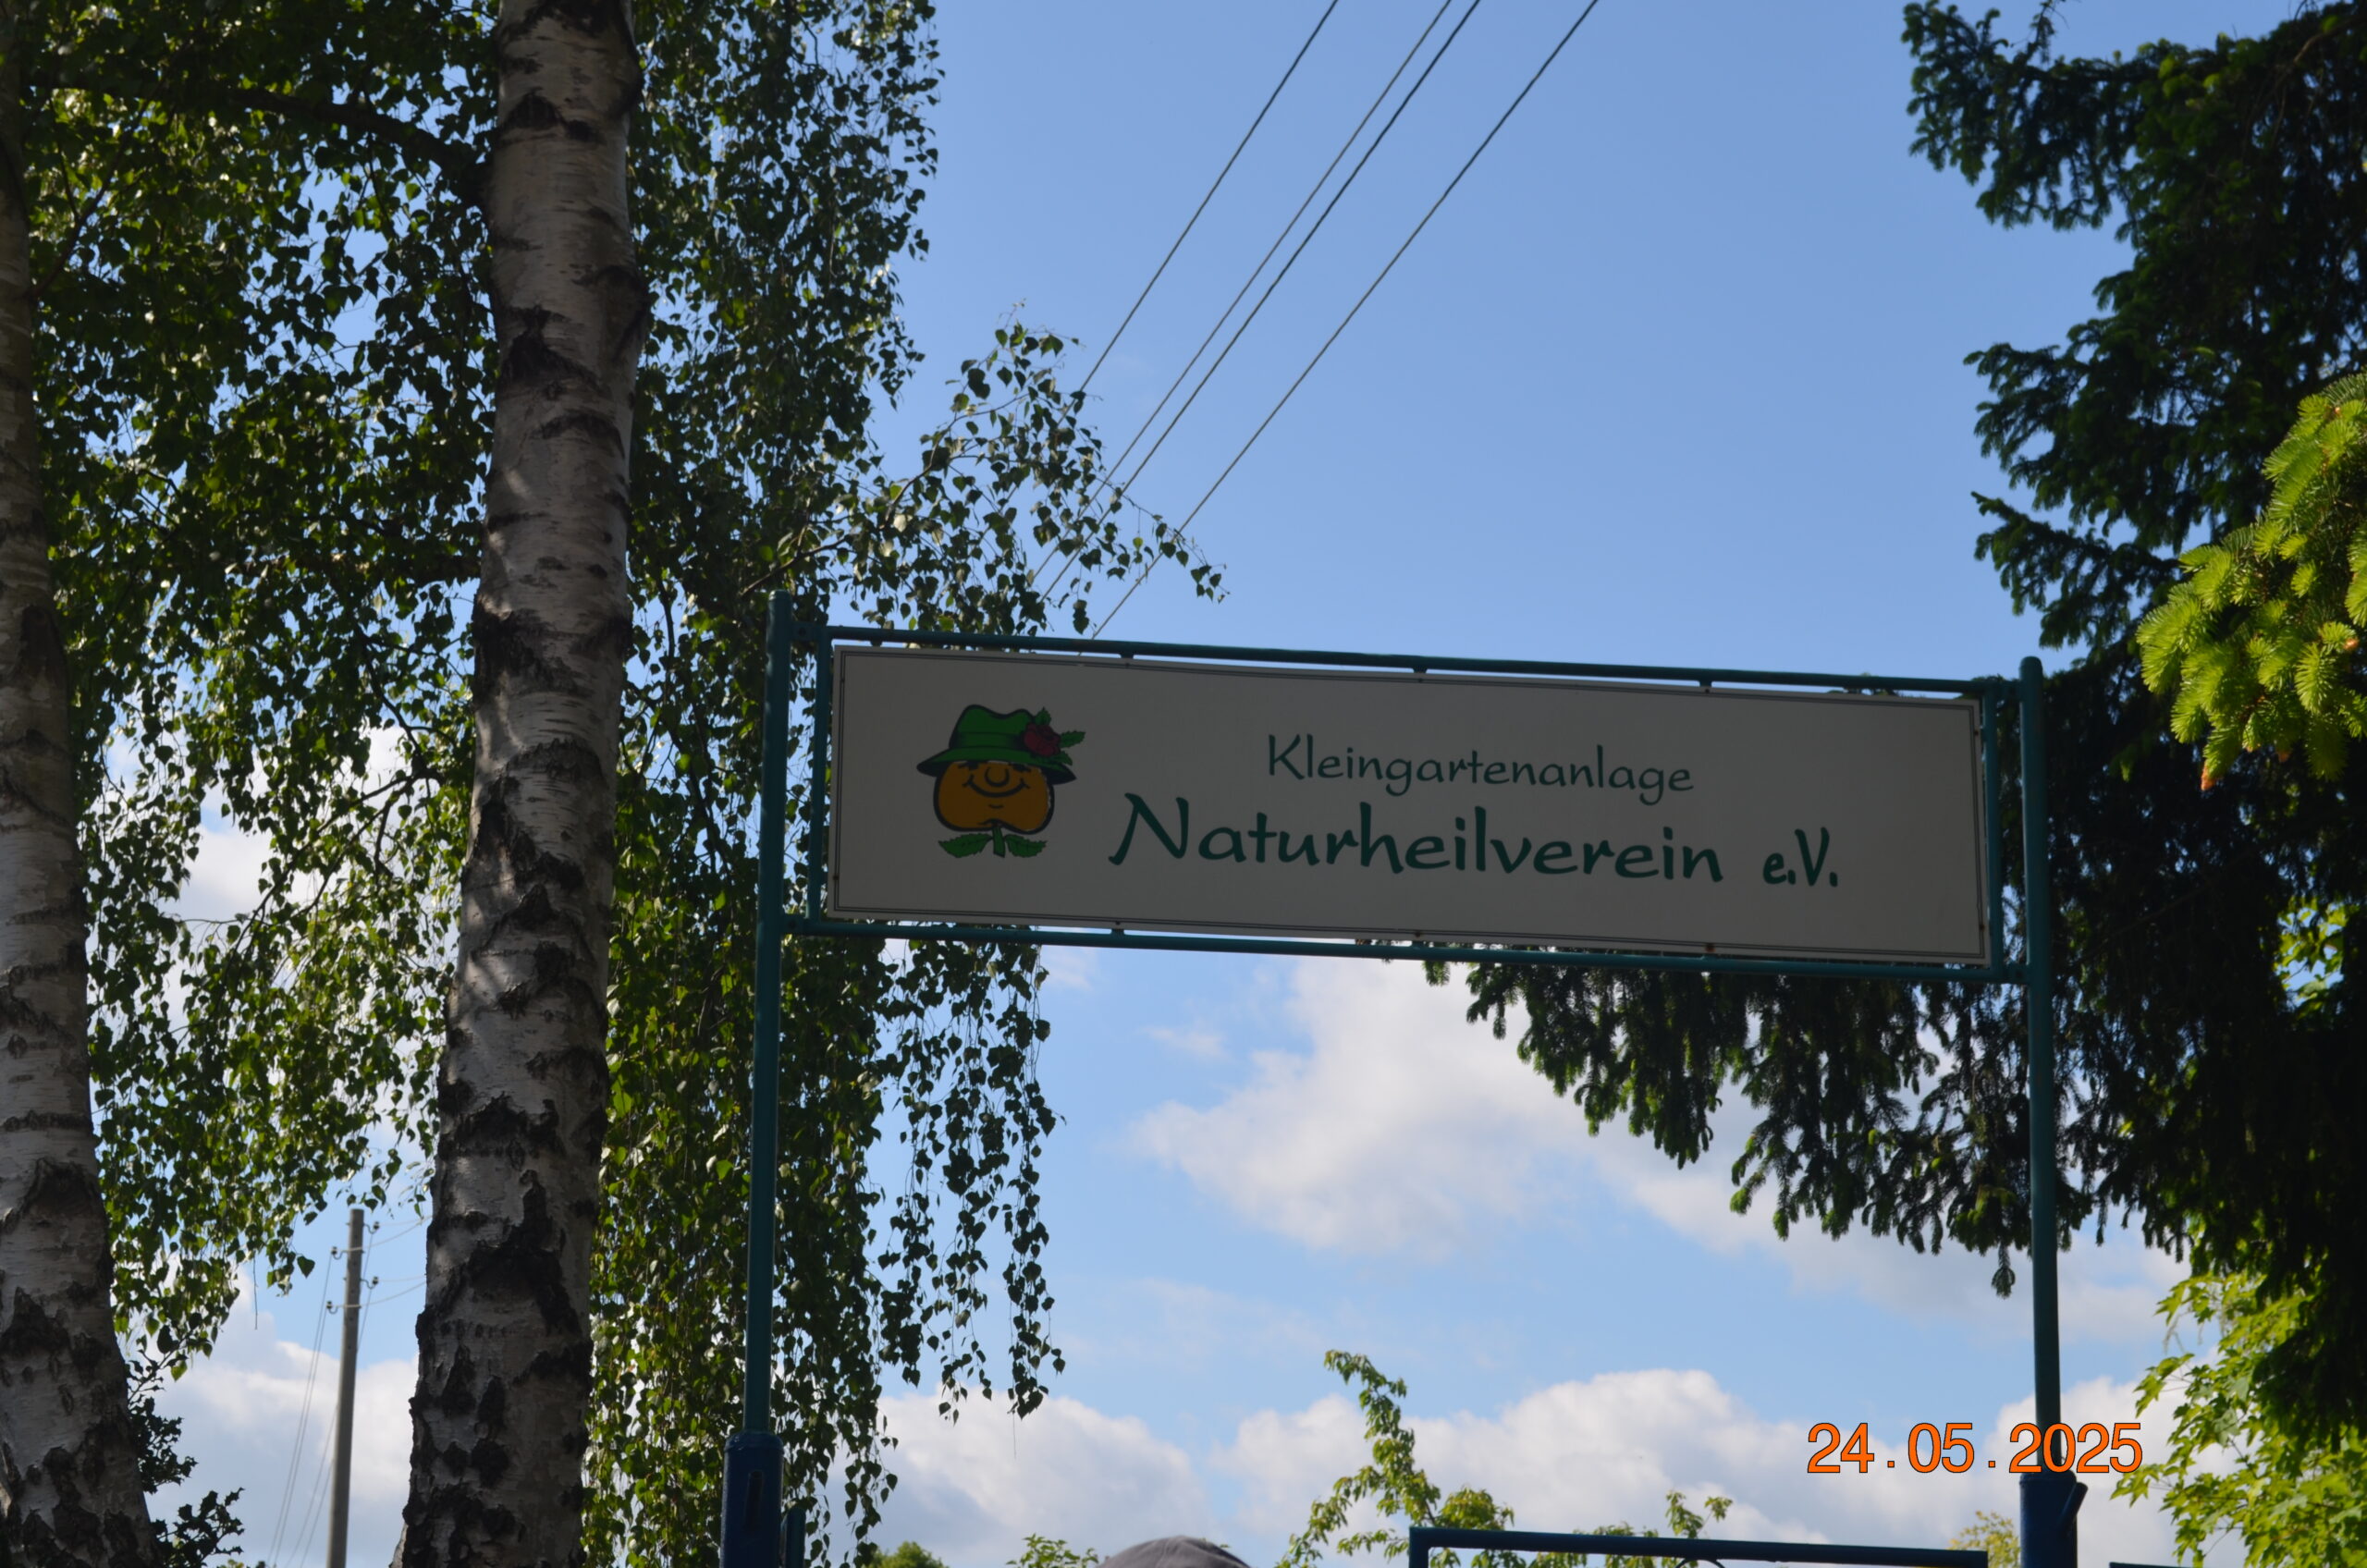 Kleingartenanlage
Naturheilverein e.V.
24.05.2025